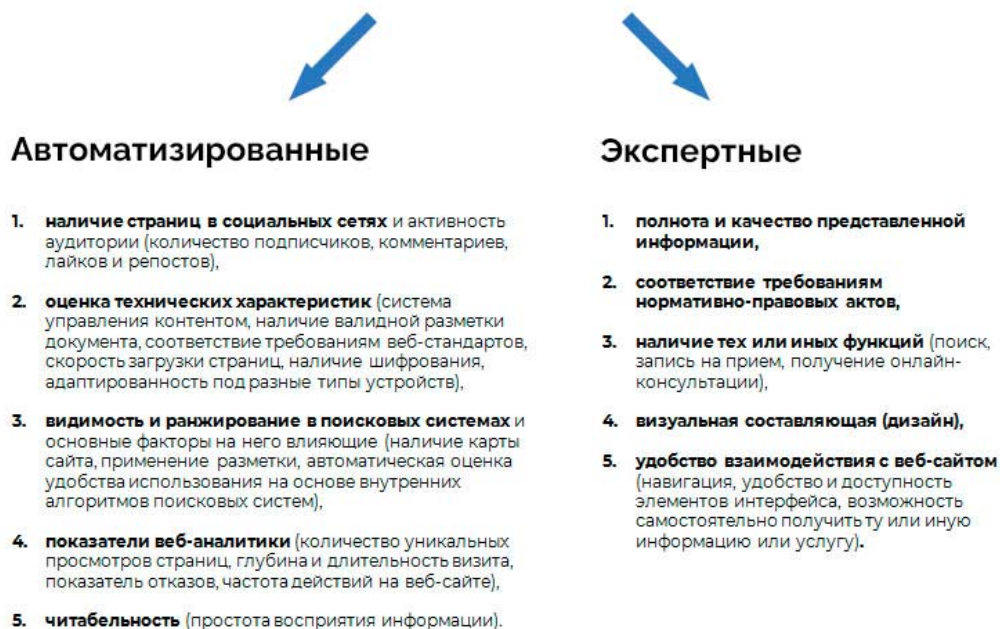 Автоматизированные
1. наличие страниц в социальных сетях и активность
аудитории (количество подписчиков, комментариев,
лайков и репостов),
2. оценка технических характеристик (система
управления контентом, наличие валидной разметки
документа, соответствие требованиям веб-стандартов,
скорость загрузки страниц, наличие шифрования,
адаптированность под разные типы устройств),
3. видимость и ранжирование в поисковых системах и
основные факторы на него влияющие (наличие карты
сайта, применение разметки, автоматическая оценка
удобства использования на основе внутренних
алгоритмов поисковых систем),
4. показатели веб-аналитики (количество уникальных
просмотров страниц, глубина и длительность визита,
показатель отказов, частота действий на веб-сайте),
5. читабельность (простота восприятия информации).
Экспертные
1. полнота и качество представленной
информации,
2. соответствие требованиям
нормативно-правовых актов,
3. наличие тех или иных функций (поиск,
запись на прием, получение онлайн-
консультации),
4. визуальная составляющая (дизайн),
5. удобство взаимодействия с веб-сайтом
(навигация, удобство и доступность
элементов интерфейса, возможность
самостоятельно получить ту или иную
информацию или услугу).